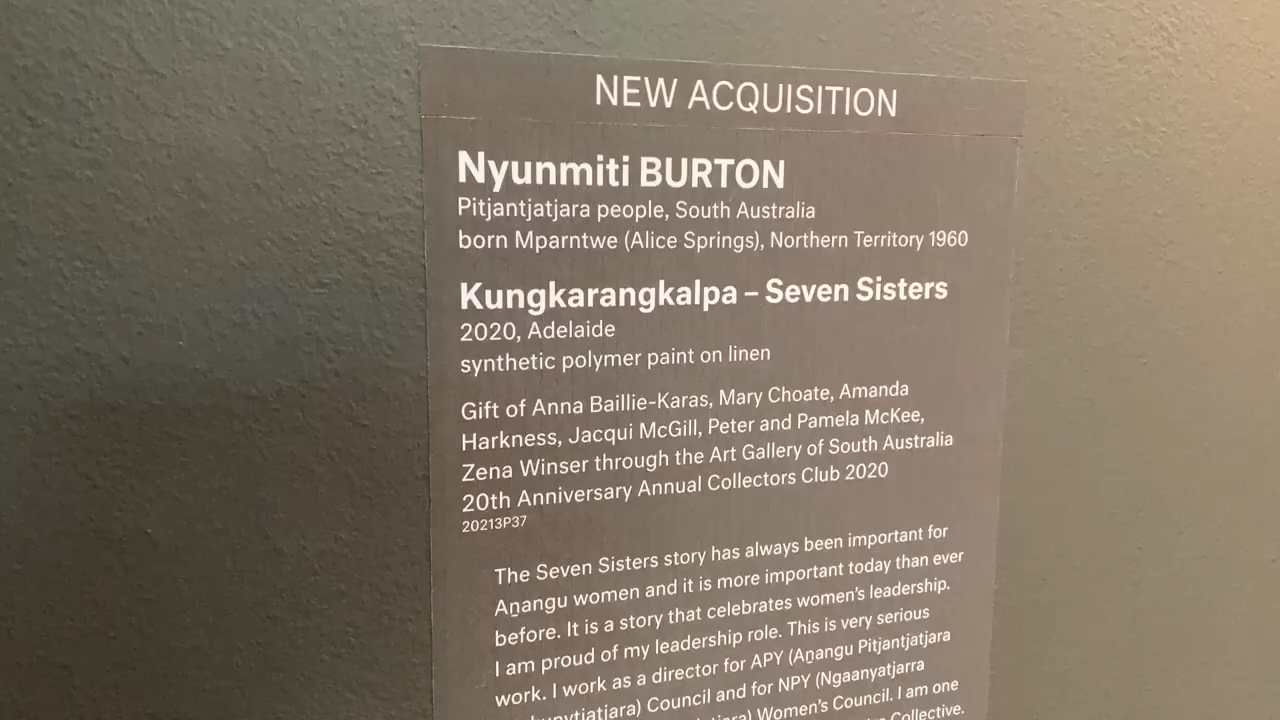 NEW ACQUISITION
Nyunmiti BURTON
Pitjantjatjara people, South Australia
born Mparntwe (Alice Springs), Northern Territory 1960
Kungkarangkalpa – Seven Sisters
2020, Adelaide
synthetic polymer paint on linen
Gift of Anna Baillie-Karas, Mary Choate, Amanda
Harkness, Jacqui McGill, Peter and Pamela McKee,
Zena Winser through the Art Gallery of South Australia
20th Anniversary Annual Collectors Club 2020
20213P37
The Seven Sisters story has always been important for
Aṉangu women and it is more important today than ever
before. It is a story that celebrates women's leadership.
I am proud of my leadership role. This is very serious
work. I work as a director for APY (Aṉangu Pitjantjatjara
Council and for NPY (Ngaanyatjarra
Women's Council. I am one
Collective.